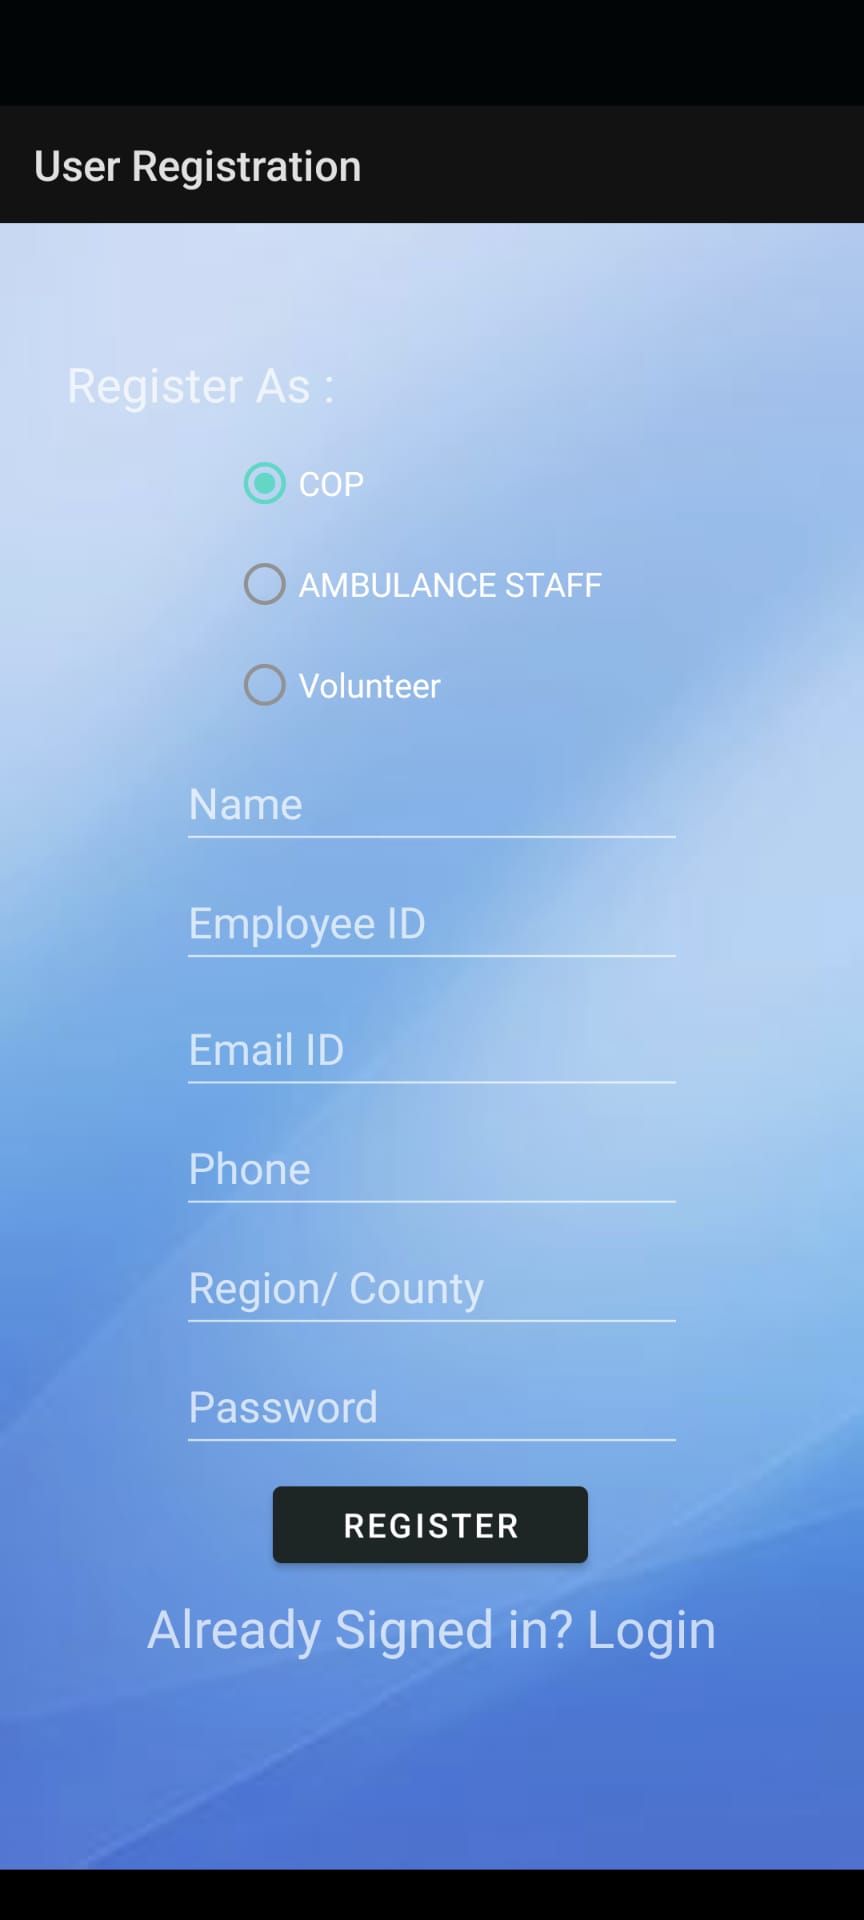 User Registration
Register As :
COP
AMBULANCE STAFF
Volunteer
Name
Employee ID
Email ID
Phone
Region/ County
Password
REGISTER
Already Signed in? Login